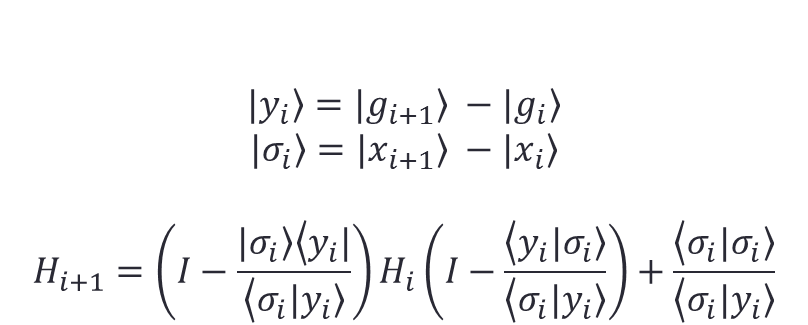 |y_i⟩ = |g_{i+1}⟩ − |g_i⟩
|σ_i⟩ = |x_{i+1}⟩ − |x_i⟩
H_{i+1} = (I − |σ_i⟩⟨y_i| / ⟨σ_i|y_i⟩) H_i (I − ⟨y_i|σ_i⟩ / ⟨σ_i|y_i⟩) + ⟨σ_i|σ_i⟩ / ⟨σ_i|y_i⟩